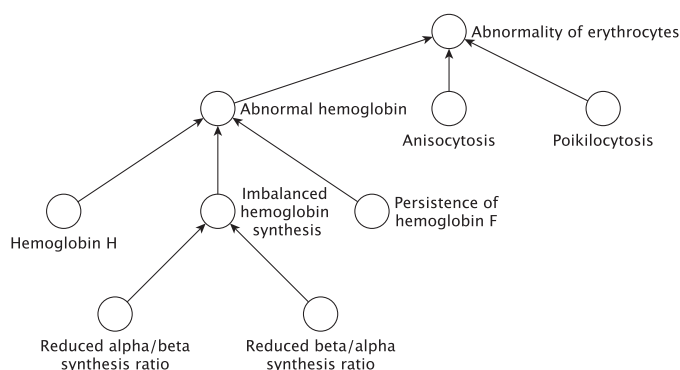 Abnormality of erythrocytes
Abnormal hemoglobin
Anisocytosis
Poikilocytosis
Imbalanced
hemoglobin
synthesis
Persistence of
hemoglobin F
Hemoglobin H
Reduced alpha/beta
synthesis ratio
Reduced beta/alpha
synthesis ratio